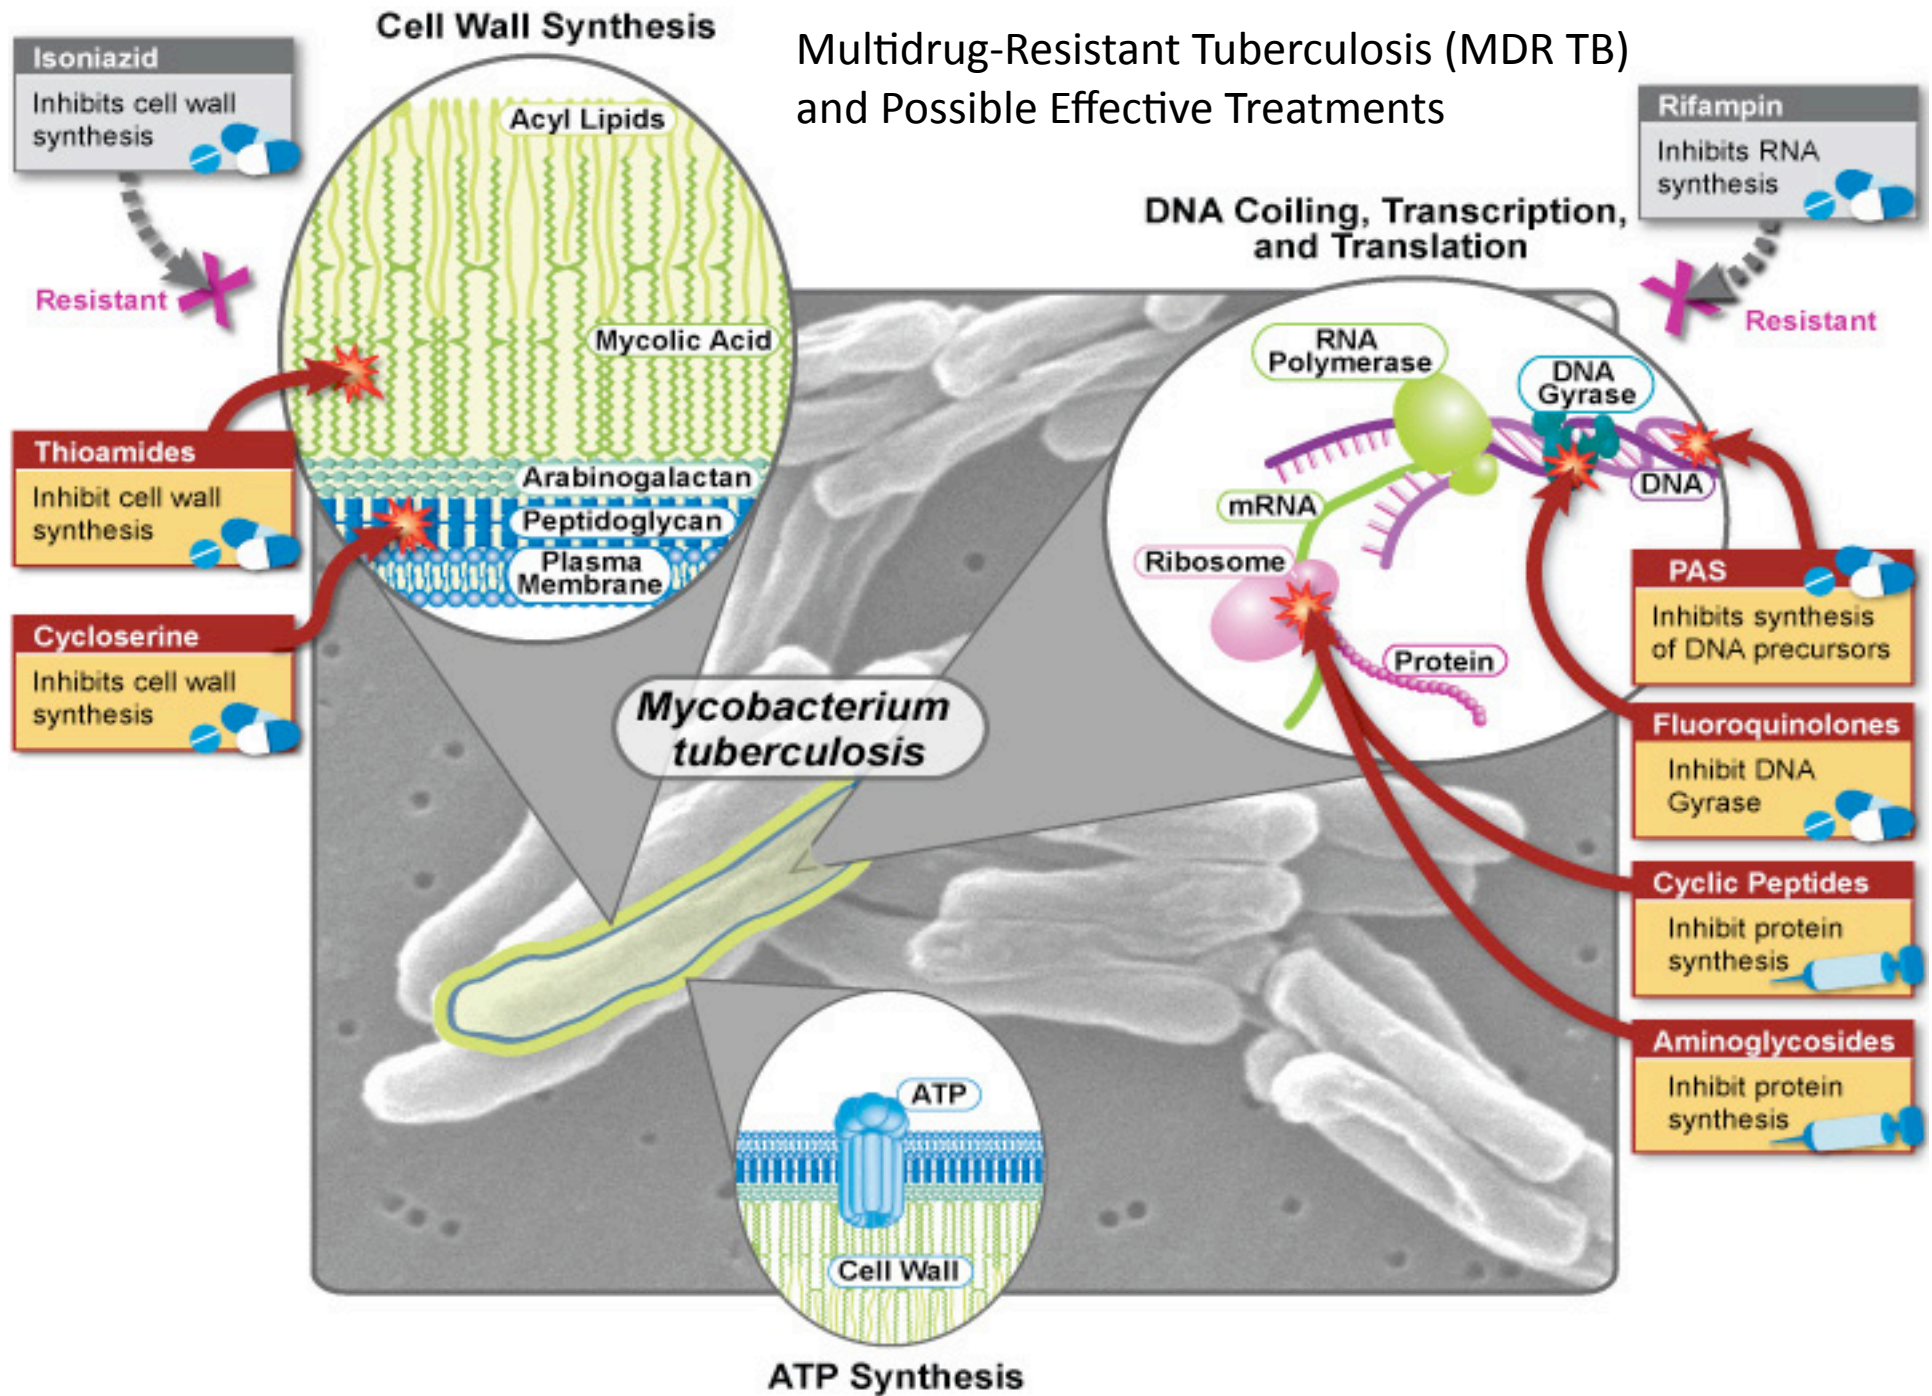 Multidrug-Resistant Tuberculosis (MDR TB)
and Possible Effective Treatments
Cell Wall Synthesis
Isoniazid
Inhibits cell wall
synthesis
Resistant
Acyl Lipids
Mycolic Acid
Arabinogalactan
Peptidoglycan
Plasma
Membrane
Thioamides
Inhibit cell wall
synthesis
Cycloserine
Inhibits cell wall
synthesis
Rifampin
Inhibits RNA
synthesis
Resistant
DNA Coiling, Transcription,
and Translation
RNA
Polymerase
DNA
Gyrase
DNA
mRNA
Ribosome
Protein
PAS
Inhibits synthesis
of DNA precursors
Fluoroquinolones
Inhibit DNA
Gyrase
Cyclic Peptides
Inhibit protein
synthesis
Aminoglycosides
Inhibit protein
synthesis
Mycobacterium
tuberculosis
ATP
Cell Wall
ATP Synthesis